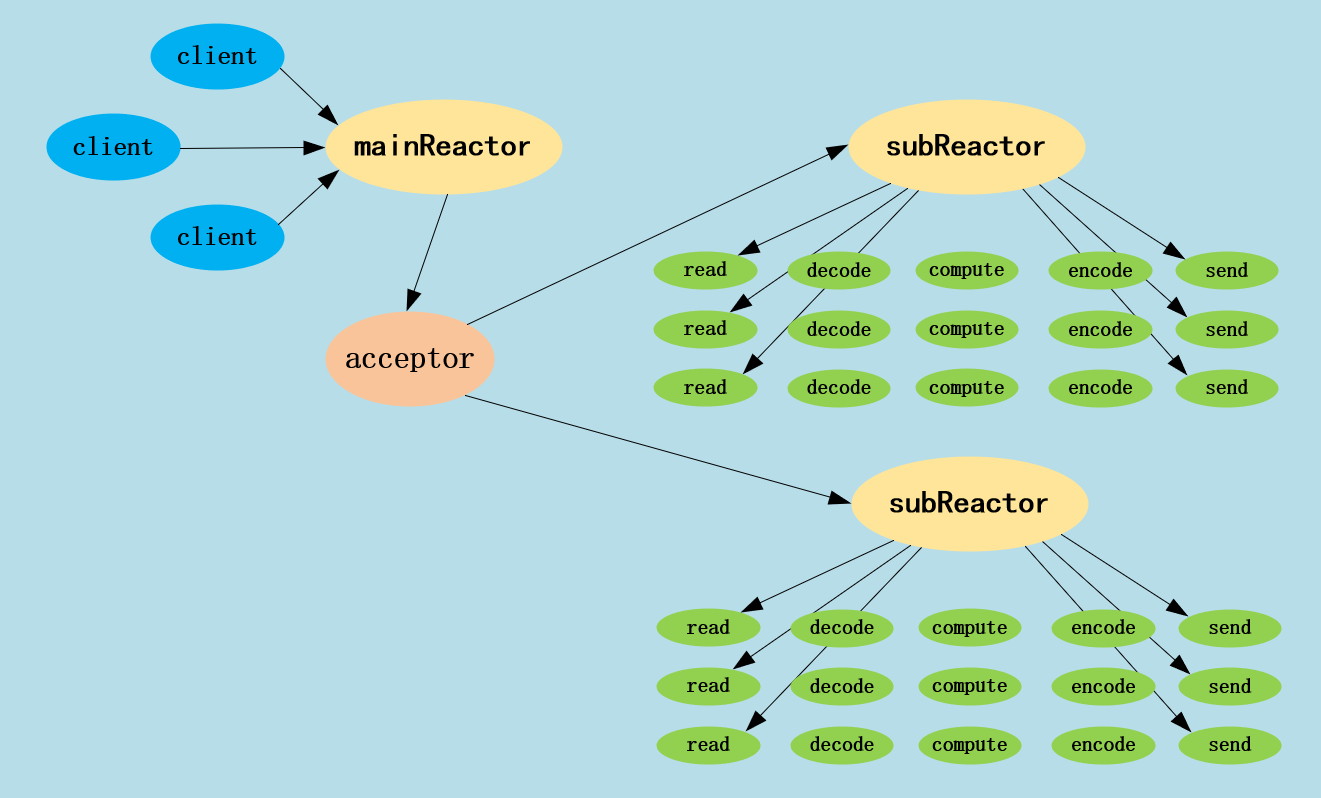 client
client
client
mainReactor
acceptor
subReactor
read decode compute encode send
read decode compute encode send
read decode compute encode send
subReactor
read decode compute encode send
read decode compute encode send
read decode compute encode send